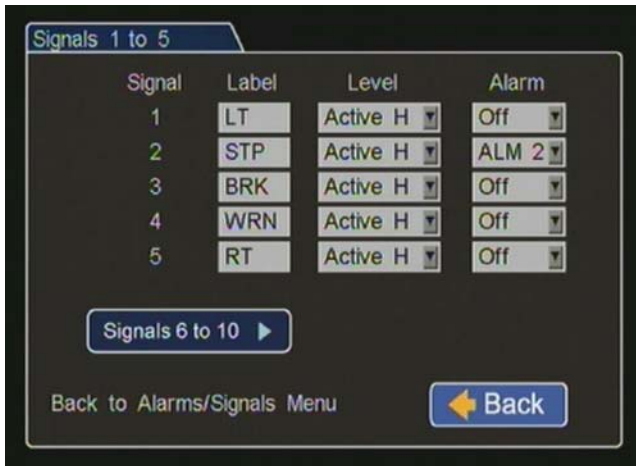 Signals 1 to 5
Signal Label Level Alarm
1 LT Active H Off
2 STP Active H ALM 2
3 BRK Active H Off
4 WRN Active H Off
5 RT Active H Off
Signals 6 to 10
Back to Alarms/Signals Menu
Back